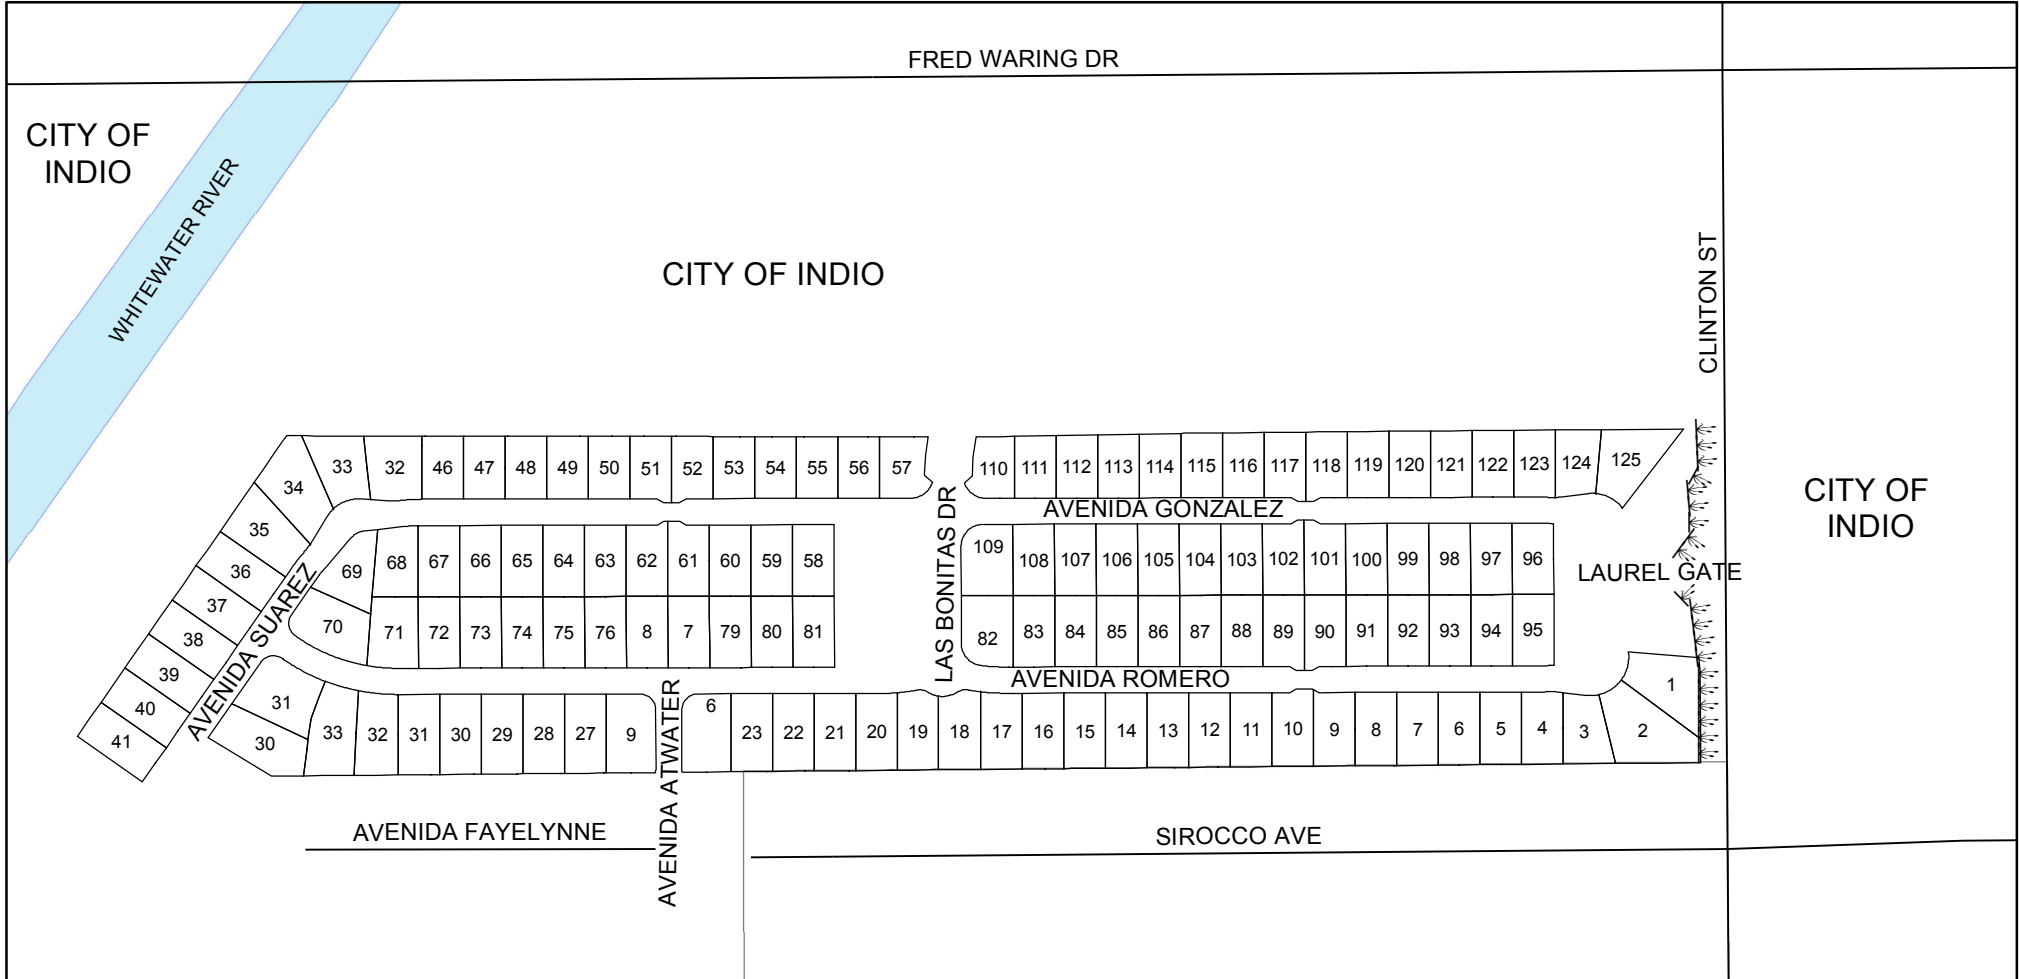 FRED WARING DR
CITY OF
INDIO
WHITEWATER RIVER
CITY OF INDIO
CLINTON ST
CITY OF
INDIO
33 32 46 47 48 49 50 51 52 53 54 55 56 57
110 111 112 113 114 115 116 117 118 119 120 121 122 123 124 125
34
35
36
37
38
39
40
41
AVENIDA SUAREZ
AVENIDA GONZALEZ
LAS BONITAS DR
69 68 67 66 65 64 63 62 61 60 59 58
109 108 107 106 105 104 103 102 101 100 99 98 97 96
LAUREL GATE
70 71 72 73 74 75 76 8 7 79 80 81
82 83 84 85 86 87 88 89 90 91 92 93 94 95
AVENIDA ROMERO
31
30
33 32 31 30 29 28 27 9
AVENIDA ATWATER
6 23 22 21 20 19 18 17 16 15 14 13 12 11 10 9 8 7 6 5 4 3 2
1
AVENIDA FAYELYNNE
SIROCCO AVE